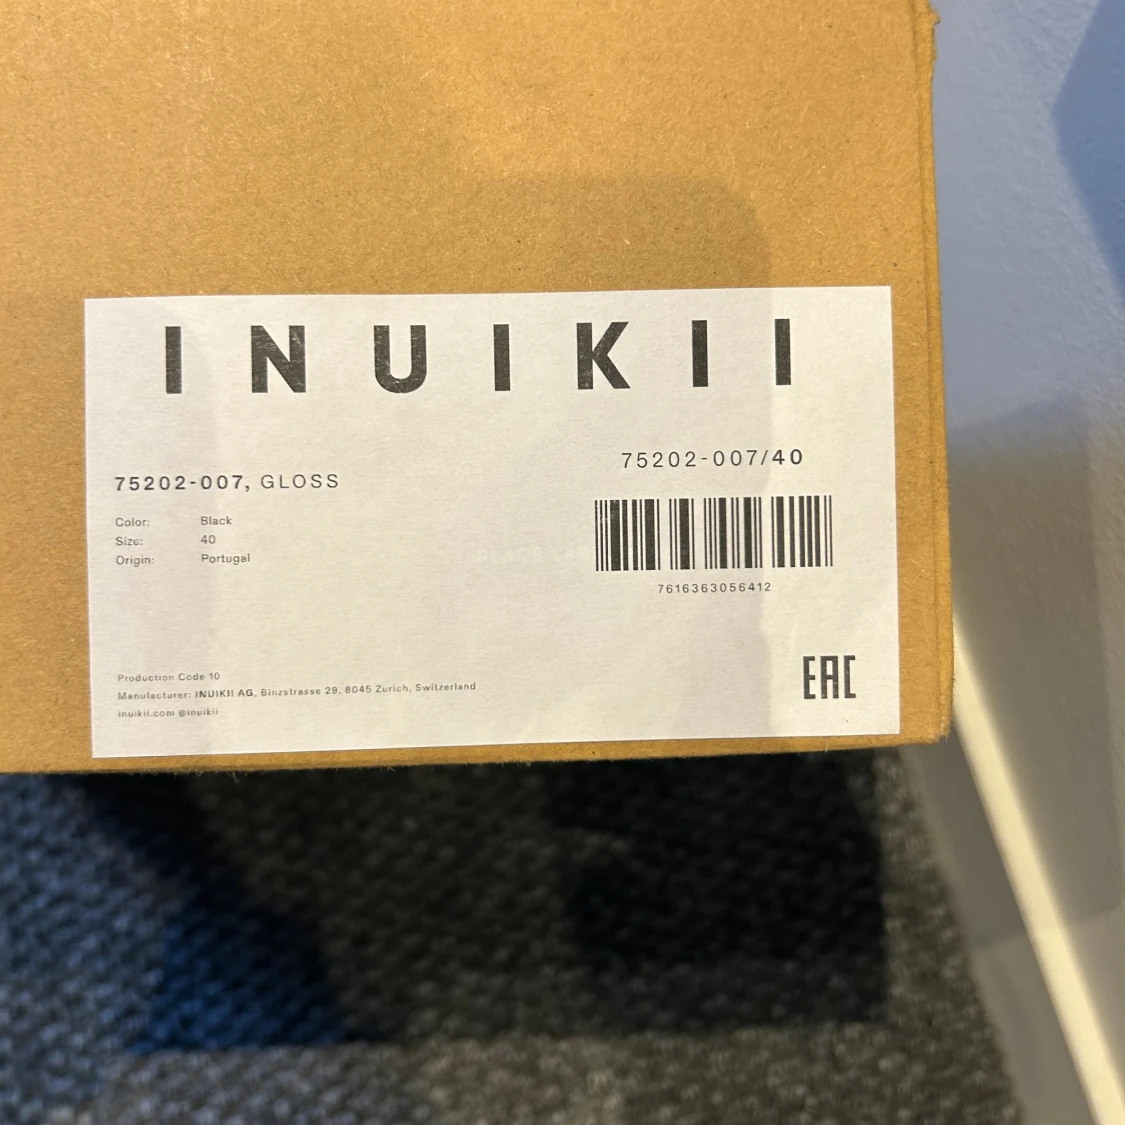 INUIKII
75202-007, GLOSS
Color: Black
Size: 40
Origin: Portugal
75202-007/40
7616363056412
Production Code 10
Manufacturer: INUIKII AG, Binzstrasse 29, 8045 Zurich, Switzerland
inuikii.com @inuikii
EAC